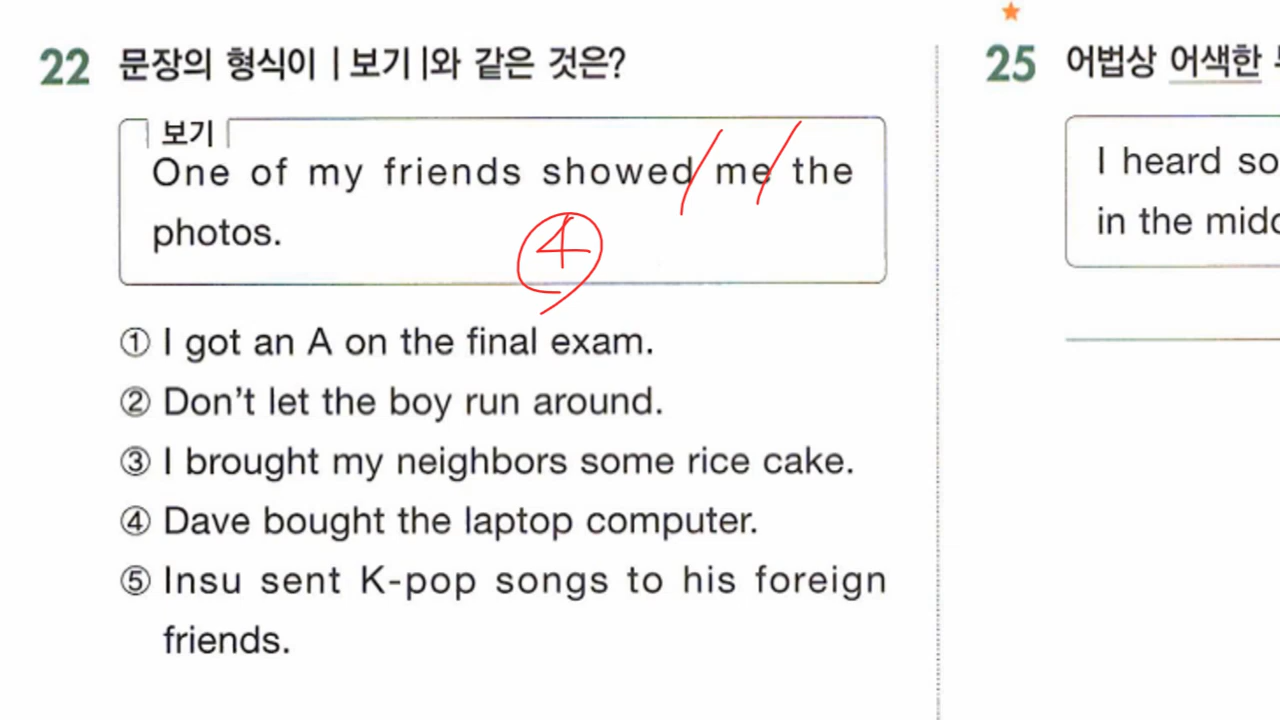 22 문장의 형식이 | 보기 |와 같은 것은?
보기
One of my friends showed me the
photos.
④
① I got an A on the final exam.
② Don't let the boy run around.
③ I brought my neighbors some rice cake.
④ Dave bought the laptop computer.
⑤ Insu sent K-pop songs to his foreign
friends.
25 어법상 어색한
I heard so
in the mid